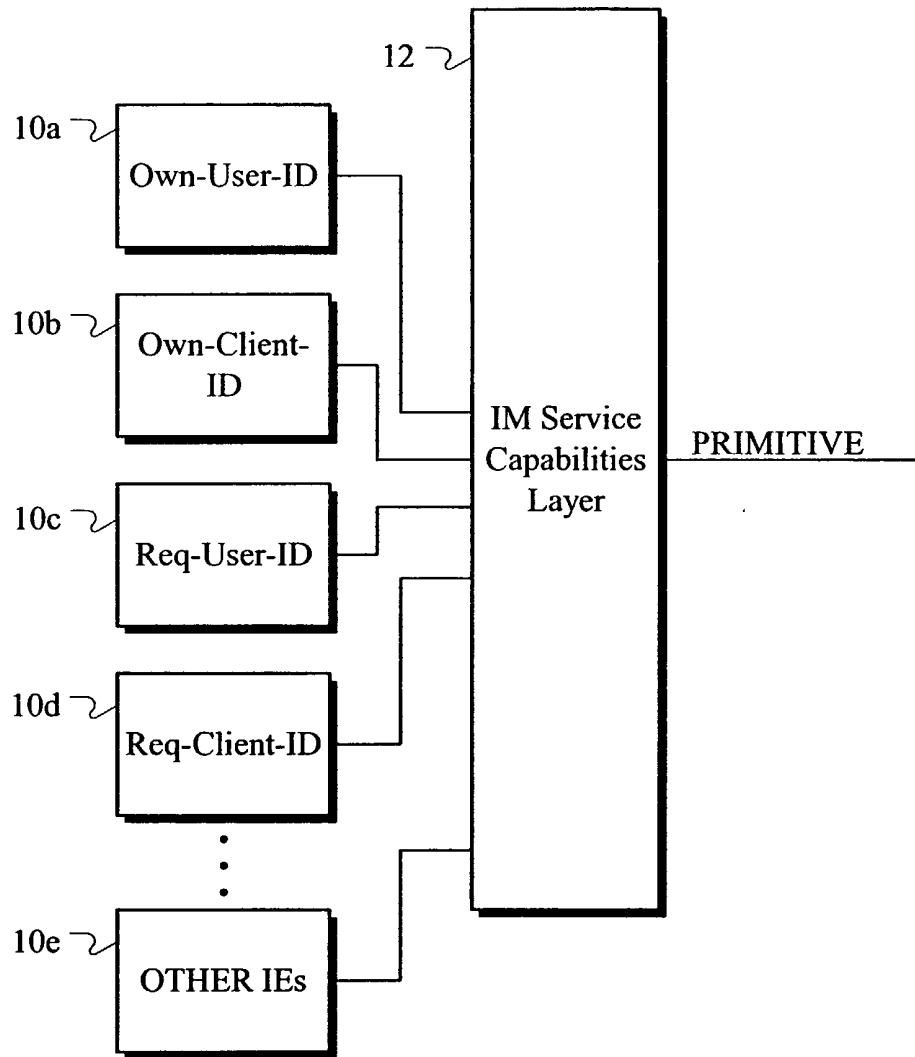 12
10a
Own-User-ID
10b
Own-Client-
ID
10c
Req-User-ID
10d
Req-Client-ID
10e
OTHER IEs
IM Service
Capabilities
Layer
PRIMITIVE